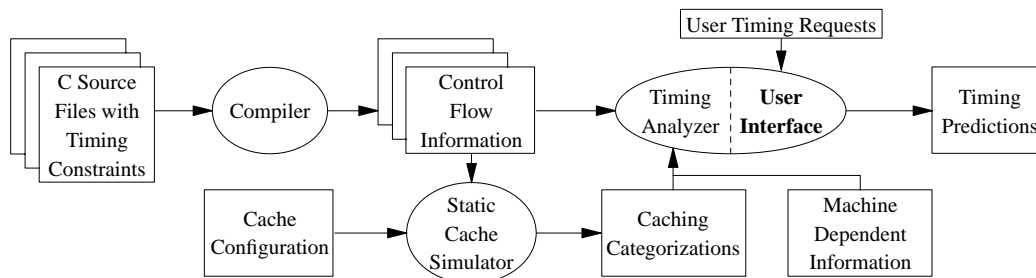 User Timing Requests
C Source
Files with
Timing
Constraints
Compiler
Control
Flow
Information
Timing
Analyzer
User
Interface
Timing
Predictions
Cache
Configuration
Static
Cache
Simulator
Caching
Categorizations
Machine
Dependent
Information